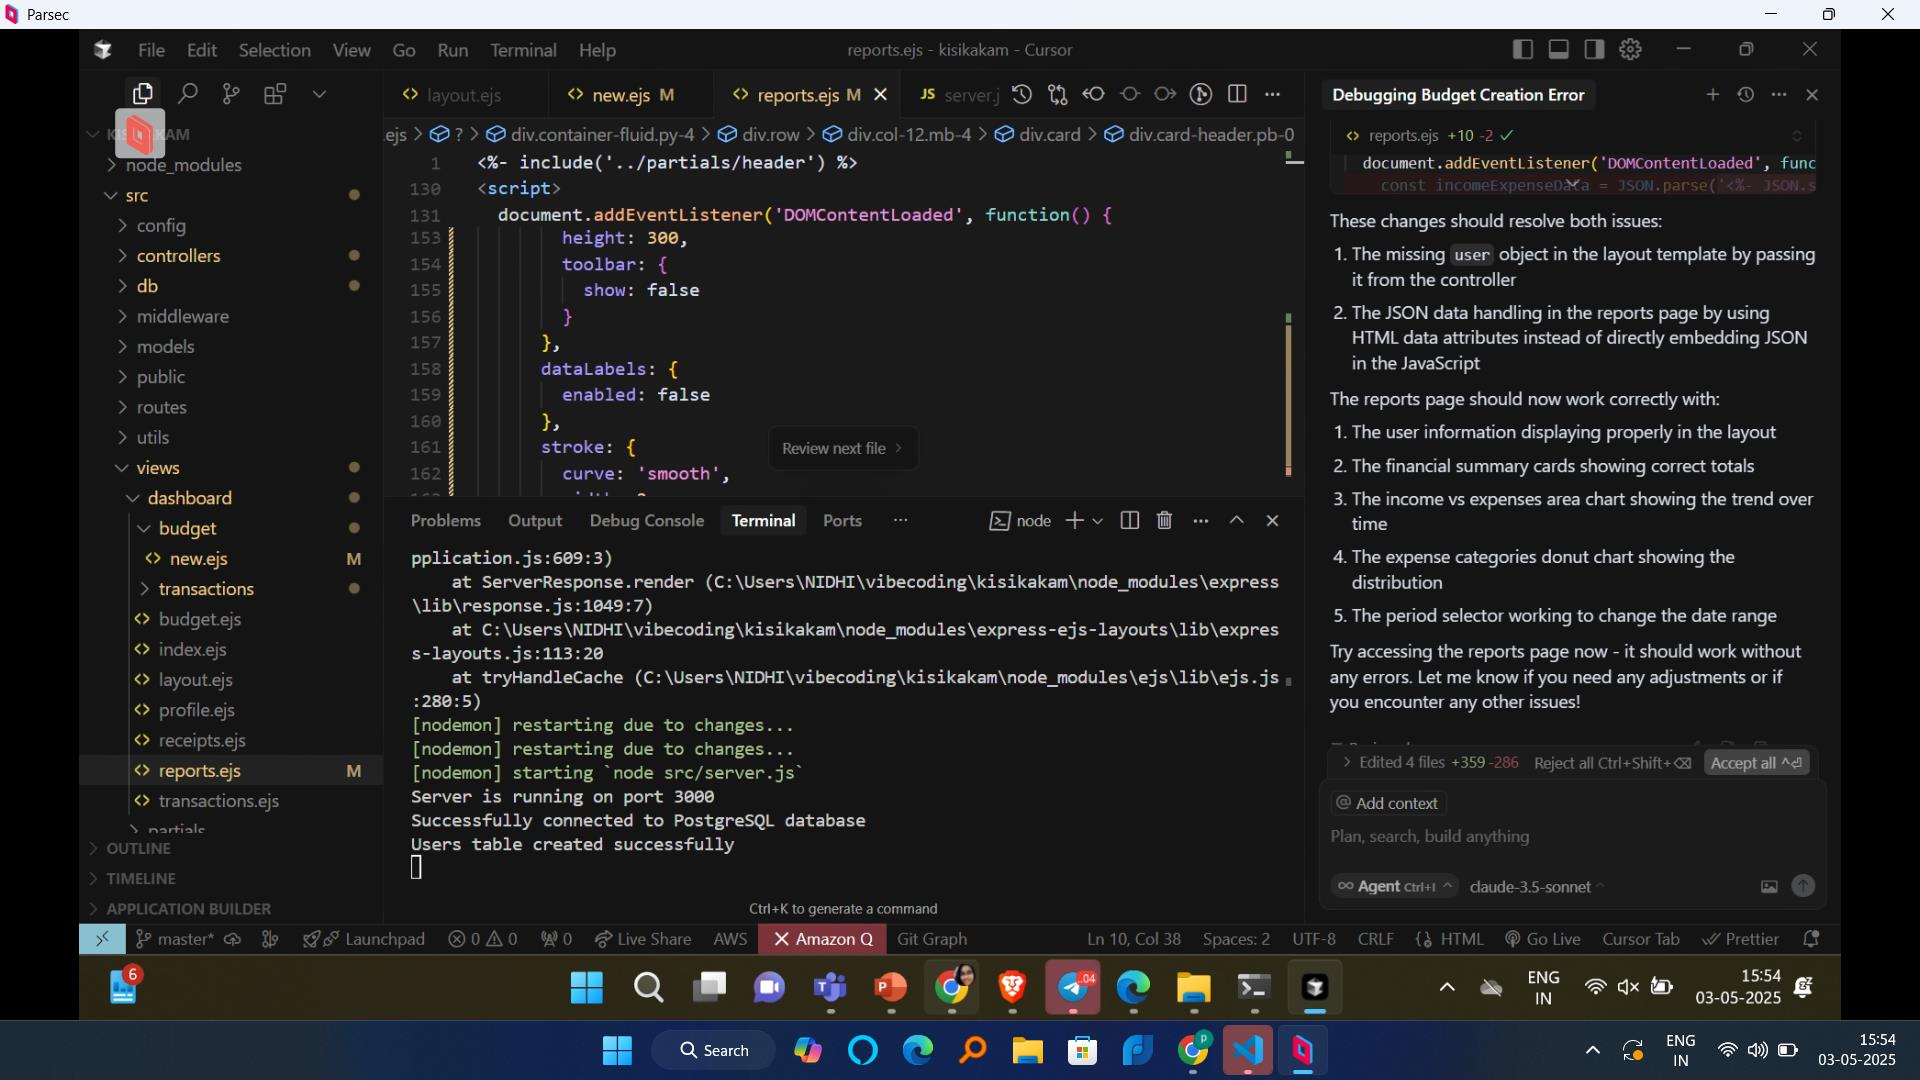 Parsec
File Edit Selection View Go Run Terminal Help
reports.ejs - kisikakam - Cursor
KISIKAKAM
node_modules
src
config
controllers
db
middleware
models
public
routes
utils
views
dashboard
budget
new.ejs M
transactions
budget.ejs
index.ejs
layout.ejs
profile.ejs
receipts.ejs
reports.ejs M
transactions.ejs
partials
OUTLINE
TIMELINE
APPLICATION BUILDER
layout.ejs
new.ejs M
reports.ejs M
JS server.j
.ejs > ? > div.container-fluid.py-4 > div.row > div.col-12.mb-4 > div.card > div.card-header.pb-0
1 <%- include('../partials/header') %>
130 <script>
131 document.addEventListener('DOMContentLoaded', function() {
153 height: 300,
154 toolbar: {
155 show: false
156 }
157 },
158 dataLabels: {
159 enabled: false
160 },
161 stroke: {
162 curve: 'smooth',
Review next file >
Problems Output Debug Console Terminal Ports ...
node
pplication.js:609:3)
at ServerResponse.render (C:\Users\NIDHI\vibecoding\kisikakam\node_modules\express
\lib\response.js:1049:7)
at C:\Users\NIDHI\vibecoding\kisikakam\node_modules\express-ejs-layouts\lib\expres
s-layouts.js:113:20
at tryHandleCache (C:\Users\NIDHI\vibecoding\kisikakam\node_modules\ejs\lib\ejs.js
:280:5)
[nodemon] restarting due to changes...
[nodemon] restarting due to changes...
[nodemon] starting `node src/server.js`
Server is running on port 3000
Successfully connected to PostgreSQL database
Users table created successfully
Ctrl+K to generate a command
Debugging Budget Creation Error
reports.ejs +10 -2
document.addEventListener('DOMContentLoaded', func
const incomeExpenseData = JSON.parse('<%- JSON.s
These changes should resolve both issues:
1. The missing user object in the layout template by passing
it from the controller
2. The JSON data handling in the reports page by using
HTML data attributes instead of directly embedding JSON
in the JavaScript
The reports page should now work correctly with:
1. The user information displaying properly in the layout
2. The financial summary cards showing correct totals
3. The income vs expenses area chart showing the trend over
time
4. The expense categories donut chart showing the
distribution
5. The period selector working to change the date range
Try accessing the reports page now - it should work without
any errors. Let me know if you need any adjustments or if
you encounter any other issues!
> Edited 4 files +359 -286 Reject all Ctrl+Shift+⌫ Accept all ^⏎
@ Add context
Plan, search, build anything
∞ Agent Ctrl+I ^ claude-3.5-sonnet ^
master* Launchpad 0 0 0 Live Share AWS Amazon Q Git Graph Ln 10, Col 38 Spaces: 2 UTF-8 CRLF {} HTML Go Live Cursor Tab Prettier
6
.04
ENG
IN
15:54
03-05-2025
Search
P
ENG
IN
15:54
03-05-2025